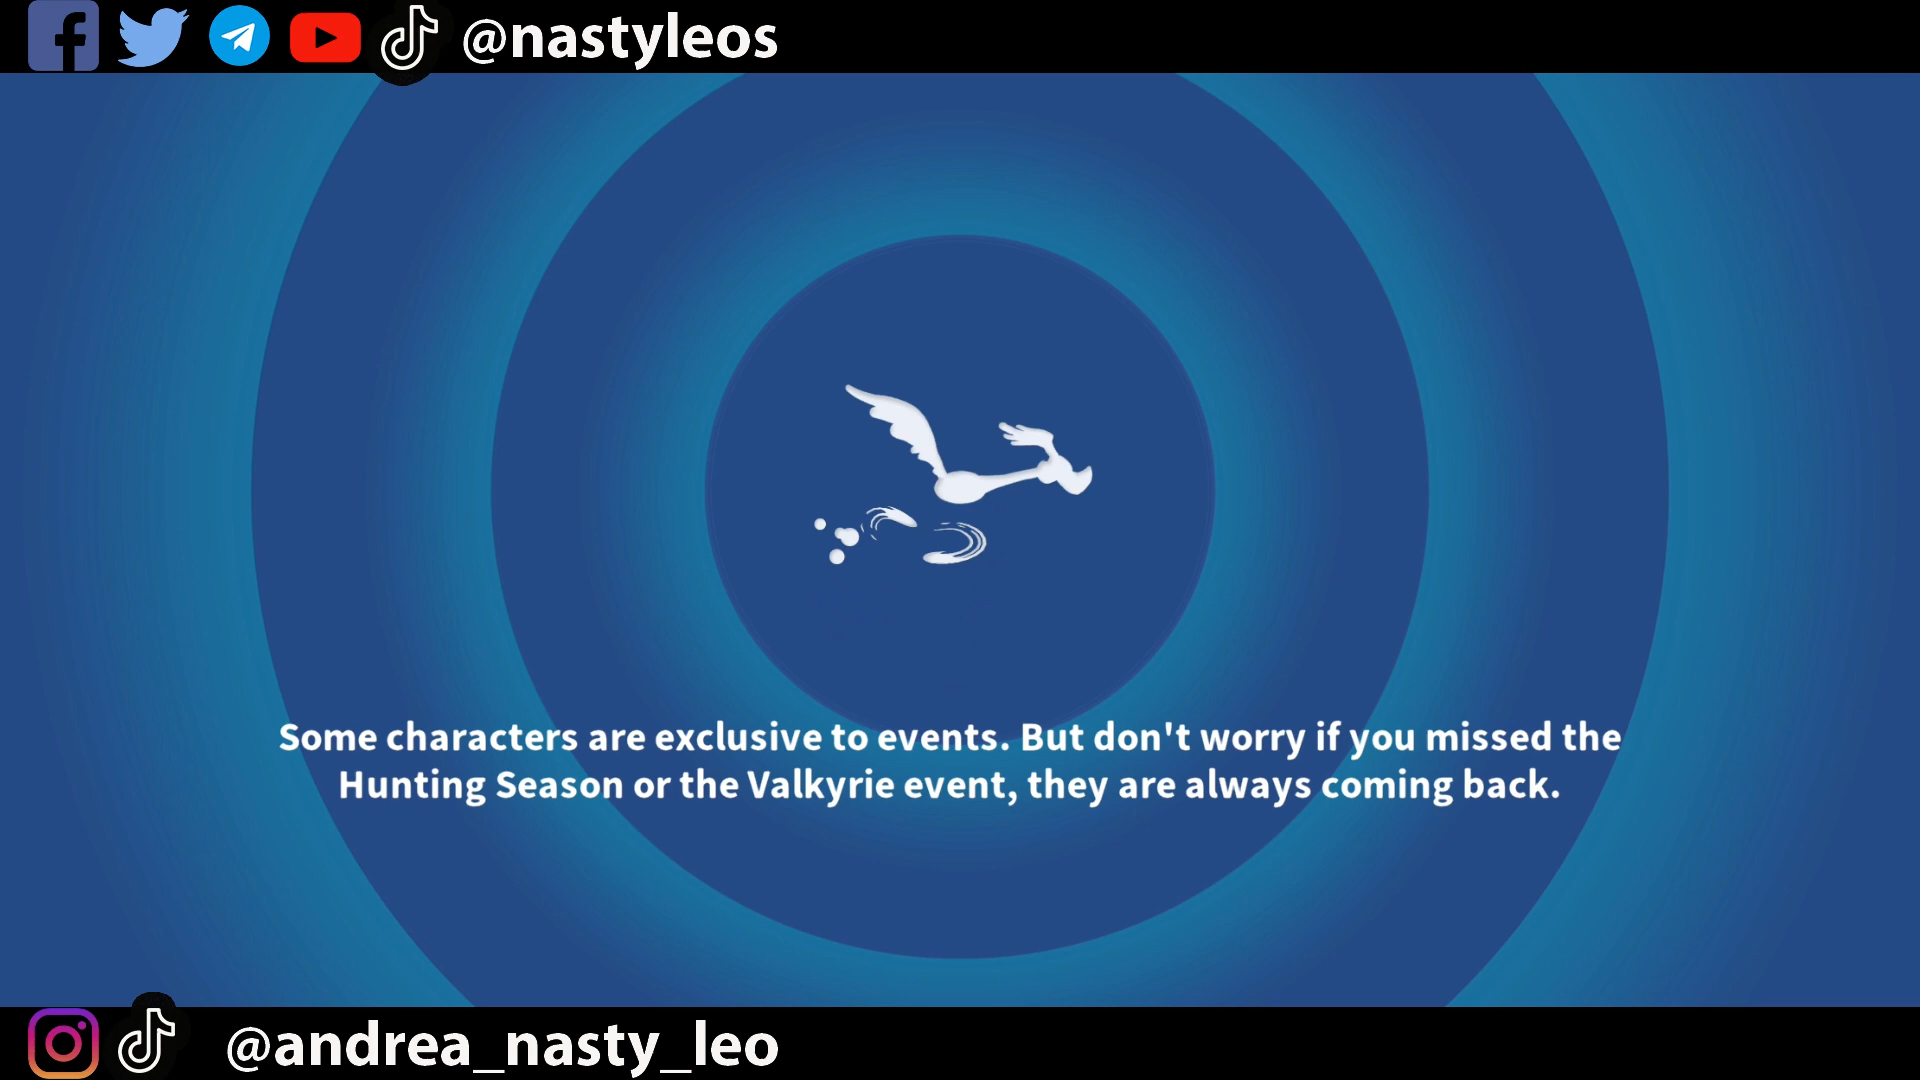 @nastyleos
Some characters are exclusive to events. But don't worry if you missed the
Hunting Season or the Valkyrie event, they are always coming back.
@andrea_nasty_leo